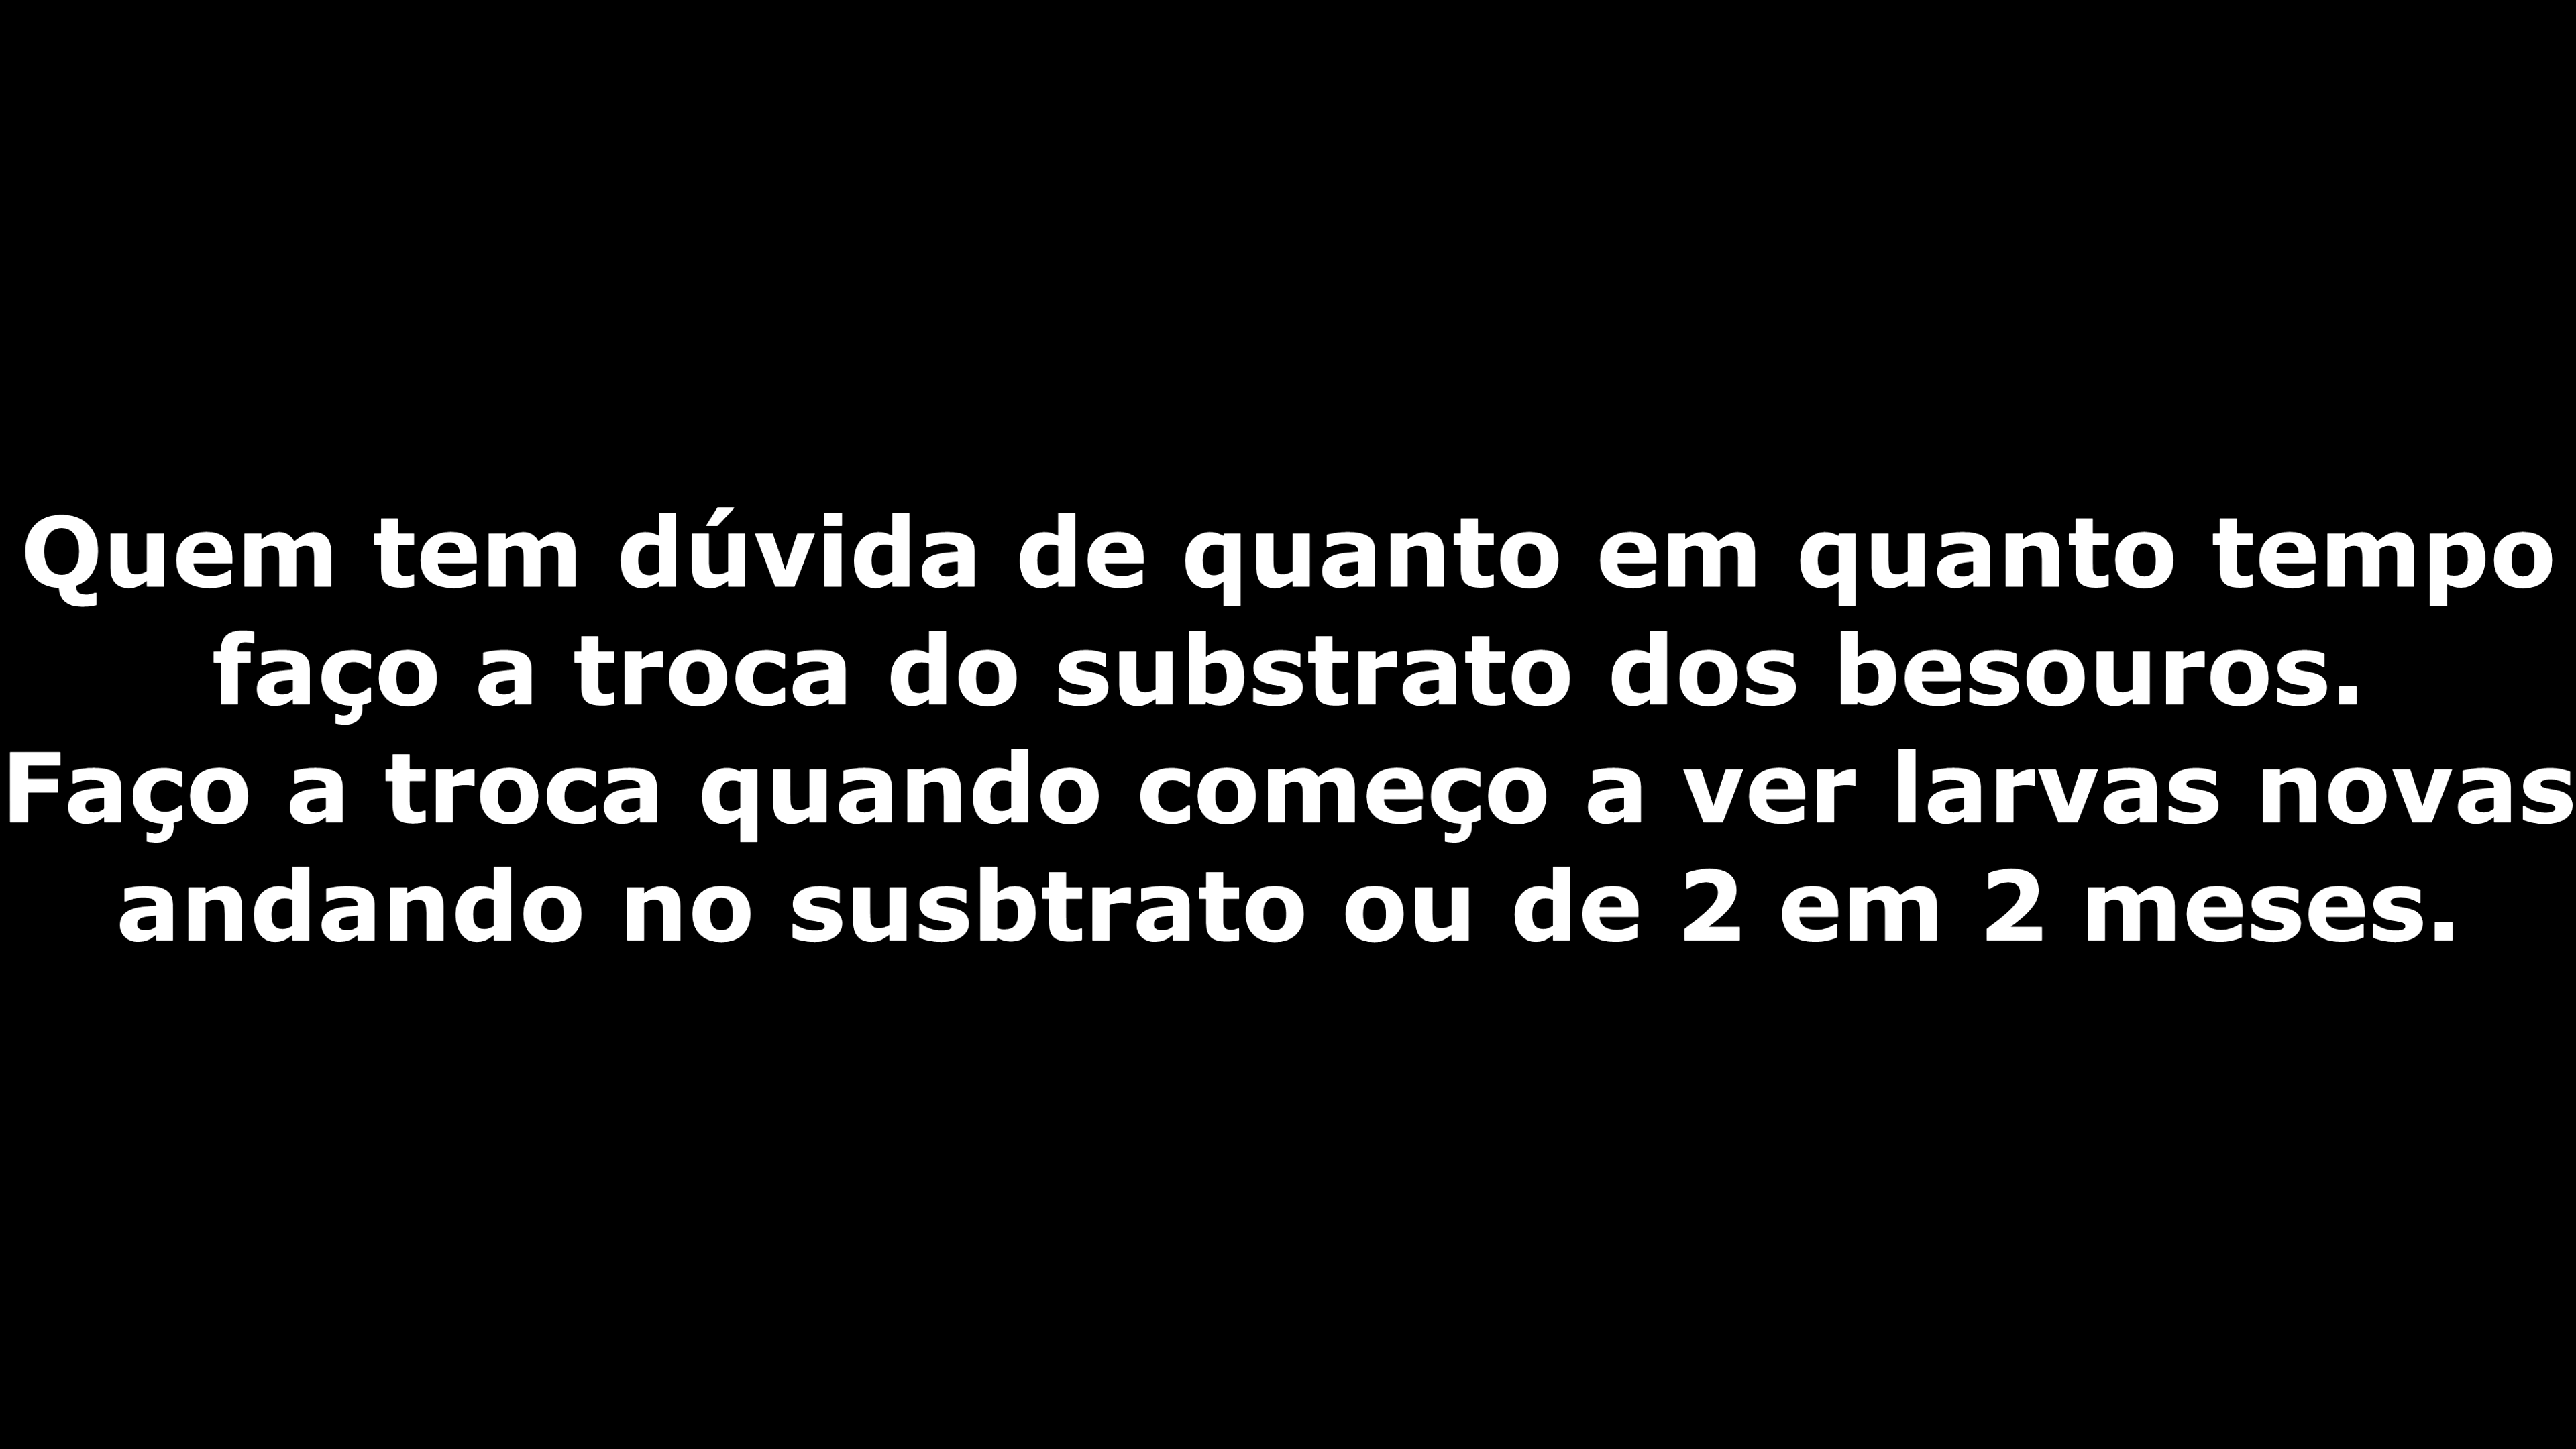 Quem tem dúvida de quanto em quanto tempo
faço a troca do substrato dos besouros.
Faço a troca quando começo a ver larvas novas
andando no susbtrato ou de 2 em 2 meses.